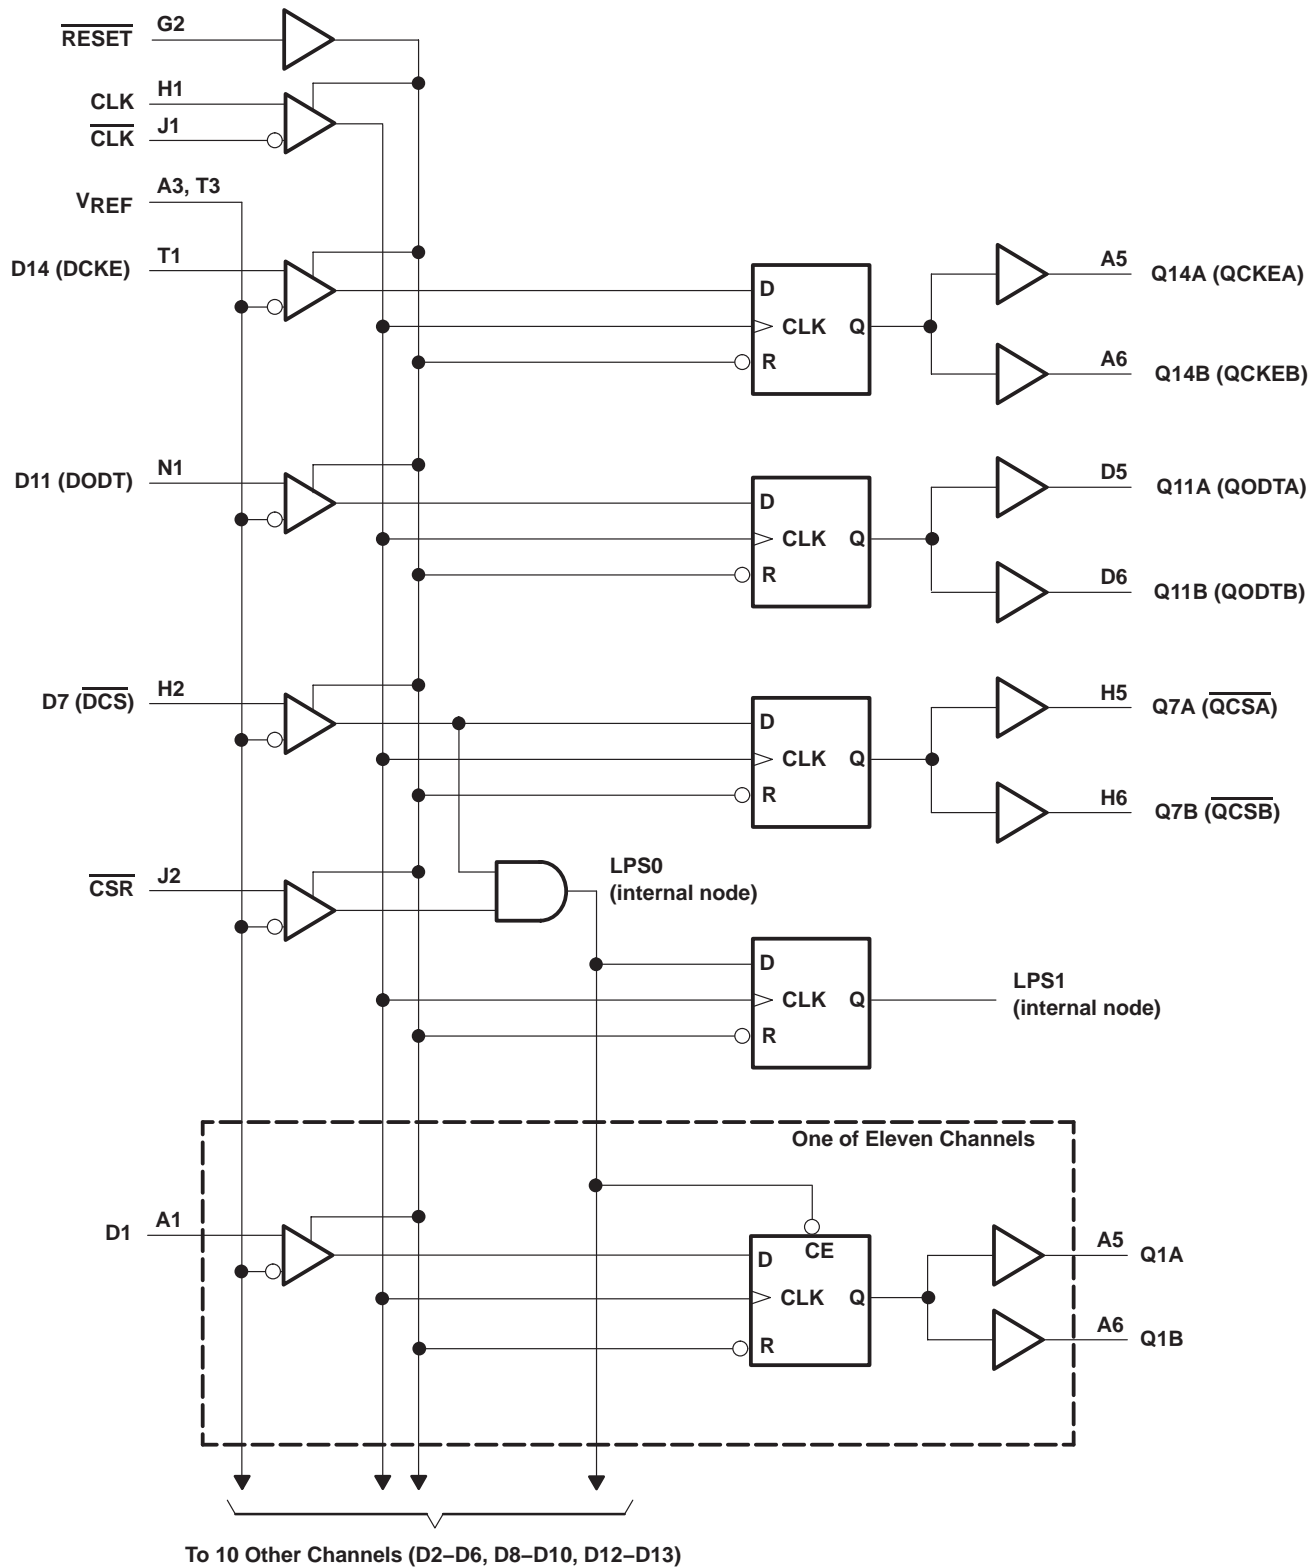 RESET G2
CLK H1
CLK J1
VREF A3, T3
D14 (DCKE) T1
D
CLK Q
R
A5 Q14A (QCKEA)
A6 Q14B (QCKEB)
D11 (DODT) N1
D
CLK Q
R
D5 Q11A (QODTA)
D6 Q11B (QODTB)
D7 (DCS) H2
D
CLK Q
R
H5 Q7A (QCSA)
H6 Q7B (QCSB)
CSR J2
LPS0
(internal node)
D
CLK Q
R
LPS1
(internal node)
One of Eleven Channels
D1 A1
CE
D
CLK Q
R
A5 Q1A
A6 Q1B
To 10 Other Channels (D2–D6, D8–D10, D12–D13)